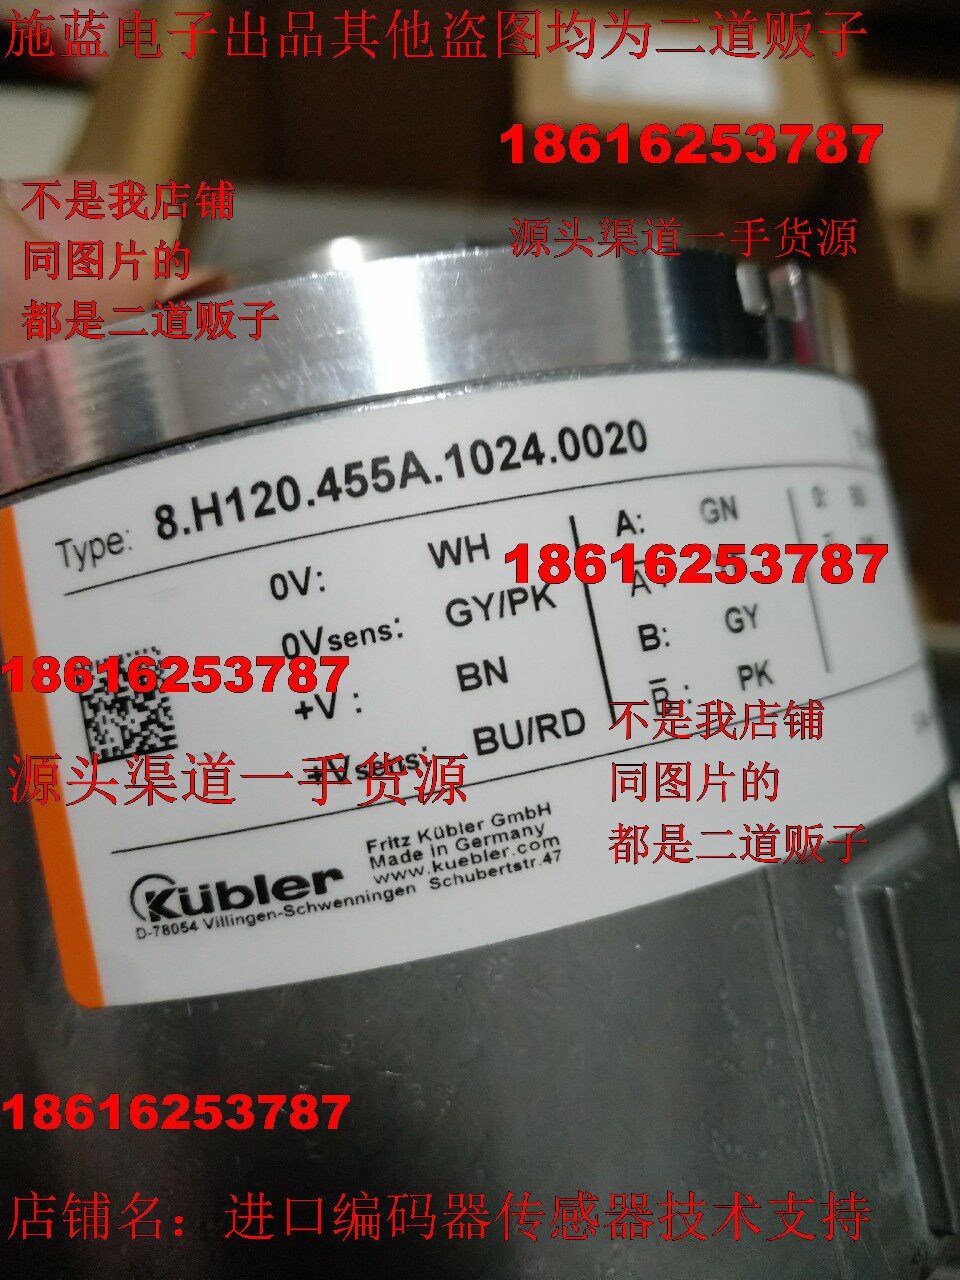 施蓝电子出品其他盗图均为二道贩子
18616253787
不是我店铺
同图片的
都是二道贩子
源头渠道一手货源
Type: 8.H120.455A.1024.0020
0V: WH
0Vsens: GY/PK
+V : BN
+Vsens: BU/RD
A: GN
18616253787
A :
B: GY
B : PK
18616253787
源头渠道一手货源
不是我店铺
同图片的
都是二道贩子
Kübler
Fritz Kübler GmbH
Made in Germany
www.kuebler.com
D-78054 Villingen-Schwenningen Schubertstr.47
18616253787
店铺名：进口编码器传感器技术支持